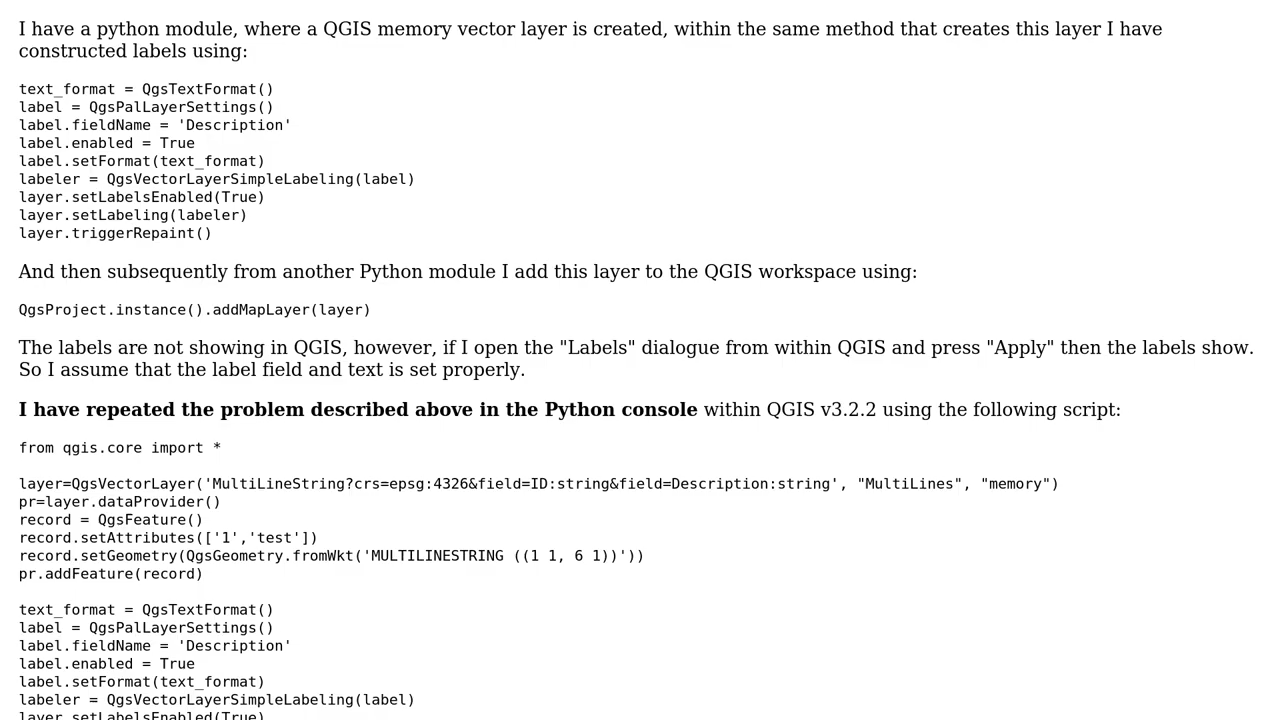 I have a python module, where a QGIS memory vector layer is created, within the same method that creates this layer I have
constructed labels using:
text_format = QgsTextFormat()
label = QgsPalLayerSettings()
label.fieldName = 'Description'
label.enabled = True
label.setFormat(text_format)
labeler = QgsVectorLayerSimpleLabeling(label)
layer.setLabelsEnabled(True)
layer.setLabeling(labeler)
layer.triggerRepaint()
And then subsequently from another Python module I add this layer to the QGIS workspace using:
QgsProject.instance().addMapLayer(layer)
The labels are not showing in QGIS, however, if I open the "Labels" dialogue from within QGIS and press "Apply" then the labels show.
So I assume that the label field and text is set properly.
I have repeated the problem described above in the Python console within QGIS v3.2.2 using the following script:
from qgis.core import *
layer=QgsVectorLayer('MultiLineString?crs=epsg:4326&field=ID:string&field=Description:string', "MultiLines", "memory")
pr=layer.dataProvider()
record = QgsFeature()
record.setAttributes(['1','test'])
record.setGeometry(QgsGeometry.fromWkt('MULTILINESTRING ((1 1, 6 1))'))
pr.addFeature(record)
text_format = QgsTextFormat()
label = QgsPalLayerSettings()
label.fieldName = 'Description'
label.enabled = True
label.setFormat(text_format)
labeler = QgsVectorLayerSimpleLabeling(label)
layer.setLabelsEnabled(True)